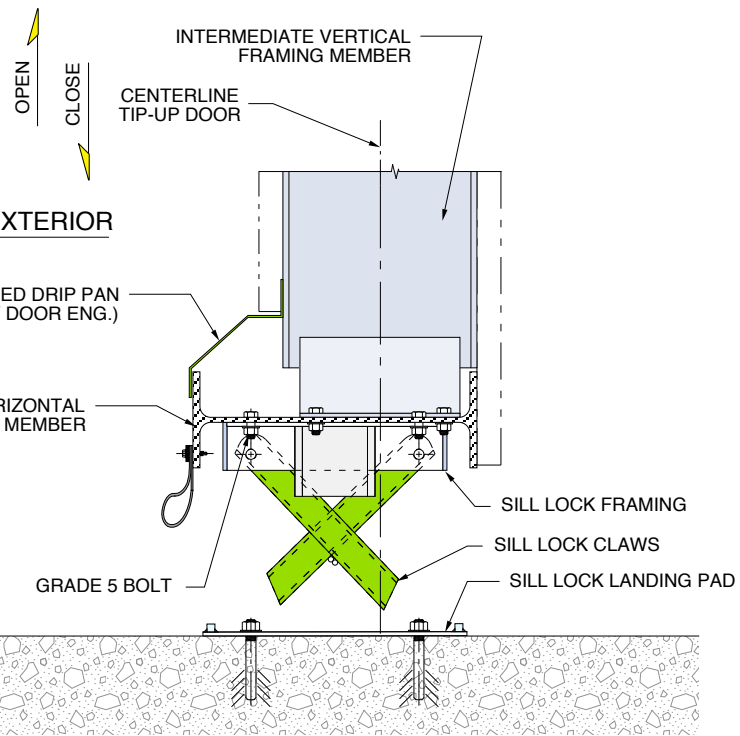 OPEN
CLOSE
INTERMEDIATE VERTICAL
FRAMING MEMBER
CENTERLINE
TIP-UP DOOR
XTERIOR
ED DRIP PAN
DOOR ENG.)
RIZONTAL
MEMBER
SILL LOCK FRAMING
SILL LOCK CLAWS
GRADE 5 BOLT
SILL LOCK LANDING PAD